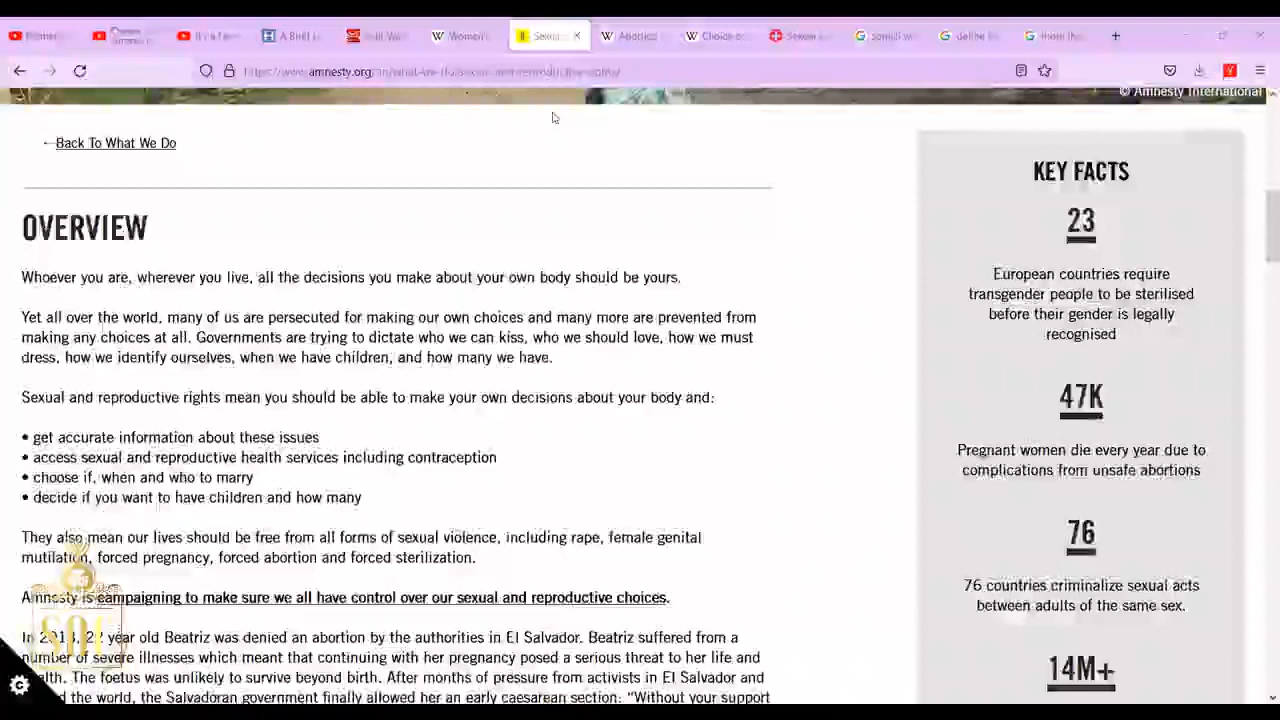 Women'
Sexua
Abortion
Choice
somali w
define
more tha
amnesty.org
© Amnesty International
←Back To What We Do
OVERVIEW
Whoever you are, wherever you live, all the decisions you make about your own body should be yours.
Yet all over the world, many of us are persecuted for making our own choices and many more are prevented from
making any choices at all. Governments are trying to dictate who we can kiss, who we should love, how we must
dress, how we identify ourselves, when we have children, and how many we have.
Sexual and reproductive rights mean you should be able to make your own decisions about your body and:
• get accurate information about these issues
• access sexual and reproductive health services including contraception
• choose if, when and who to marry
• decide if you want to have children and how many
They also mean our lives should be free from all forms of sexual violence, including rape, female genital
mutilation, forced pregnancy, forced abortion and forced sterilization.
Amnesty is campaigning to make sure we all have control over our sexual and reproductive choices.
In year old Beatriz was denied an abortion by the authorities in El Salvador. Beatriz suffered from a
number of severe illnesses which meant that continuing with her pregnancy posed a serious threat to her life and
The foetus was unlikely to survive beyond birth. After months of pressure from activists in El Salvador and
the world, the Salvadoran government finally allowed her an early caesarean section: “Without your support
KEY FACTS
23
European countries require
transgender people to be sterilised
before their gender is legally
recognised
47K
Pregnant women die every year due to
complications from unsafe abortions
76
76 countries criminalize sexual acts
between adults of the same sex.
14M+